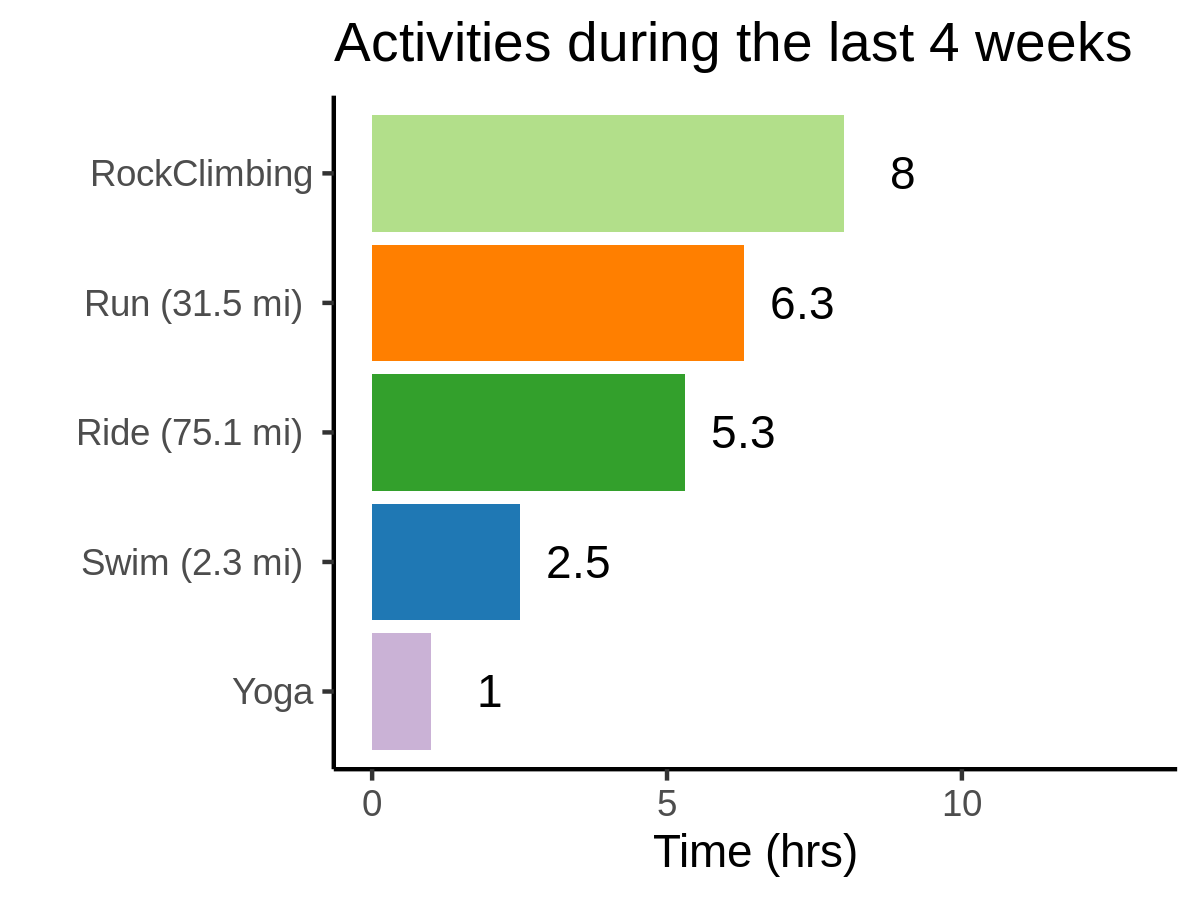 Activities during the last 4 weeks
RockClimbing
8
Run (31.5 mi)
6.3
Ride (75.1 mi)
5.3
Swim (2.3 mi)
2.5
Yoga
1
0 5 10
Time (hrs)